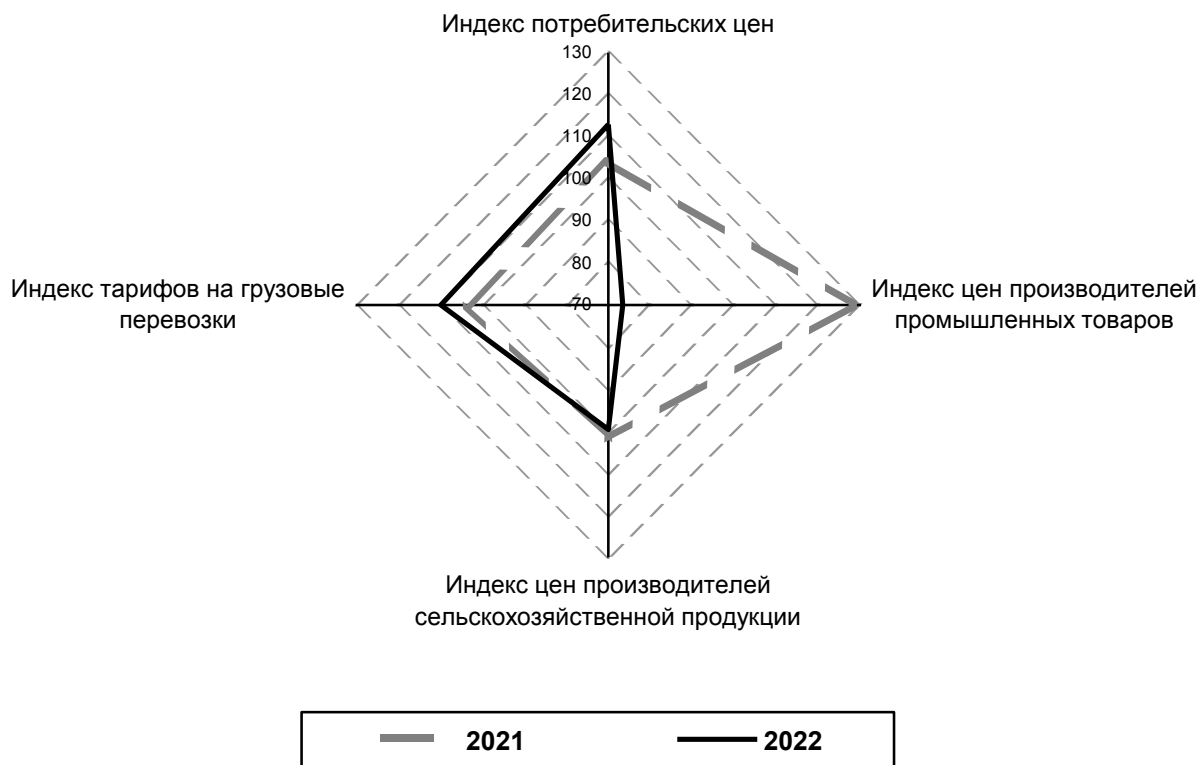 Индекс потребительских цен
130
120
110
100
90
80
70
Индекс тарифов на грузовые
перевозки
Индекс цен производителей
промышленных товаров
Индекс цен производителей
сельскохозяйственной продукции
2021 2022